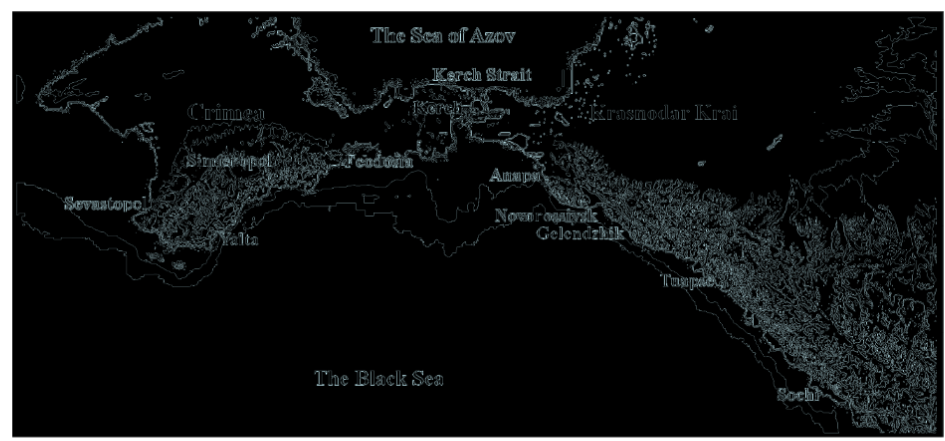 The Sea of Azov
Kerch Strait
Kerch
Crimea
Krasnodar Krai
Simferopol
Feodosia
Anapa
Sevastopol
Novorossiysk
Yalta
Gelendzhik
Tuapse
The Black Sea
Sochi